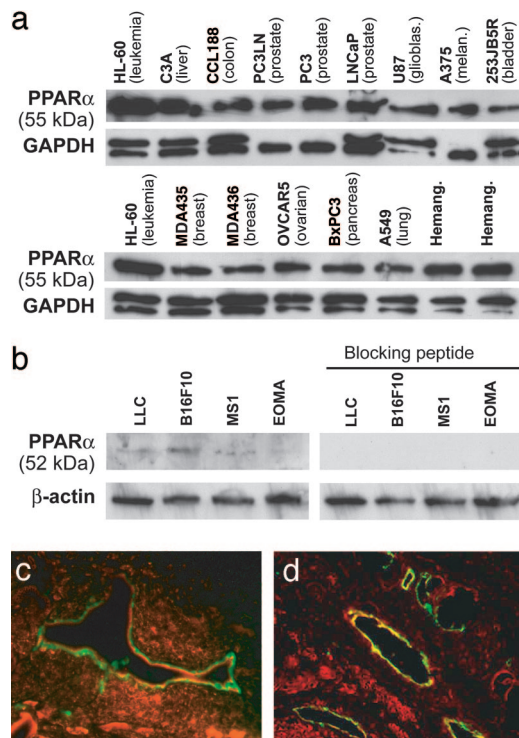 a
HL-60 (leukemia)
C3A (liver)
CCL188 (colon)
PC3LN (prostate)
PC3 (prostate)
LNCaP (prostate)
U87 (glioblas.)
A375 (melan.)
253JB5R (bladder)
PPARα
(55 kDa)
GAPDH
HL-60 (leukemia)
MDA435 (breast)
MDA436 (breast)
OVCAR5 (ovarian)
BxPC3 (pancreas)
A549 (lung)
Hemang.
Hemang.
PPARα
(55 kDa)
GAPDH
b
Blocking peptide
LLC
B16F10
MS1
EOMA
LLC
B16F10
MS1
EOMA
PPARα
(52 kDa)
β-actin
c
d